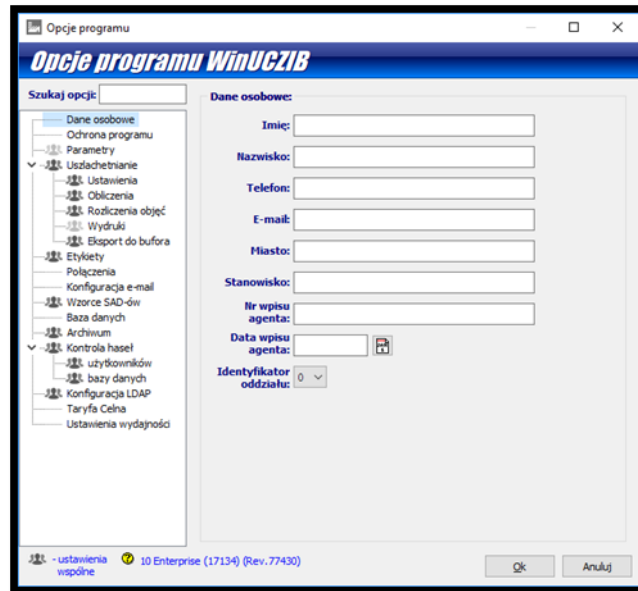 Opcje programu
Opcje programu WinUCZIB
Szukaj opcji:
Dane osobowe
Ochrona programu
Parametry
Uszlachetnianie
Ustawienia
Obliczenia
Rozliczenia objęć
Wydruki
Eksport do bufora
Etykiety
Połączenia
Konfiguracja e-mail
Wzorce SAD-ów
Baza danych
Archiwum
Kontrola haseł
użytkowników
bazy danych
Konfiguracja LDAP
Taryfa Celna
Ustawienia wydajności
Dane osobowe:
Imię:
Nazwisko:
Telefon:
E-mail:
Miasto:
Stanowisko:
Nr wpisu
agenta:
Data wpisu
agenta:
Identyfikator
oddziału:
0
- ustawienia
wspólne
10 Enterprise (17134) (Rev.77430)
Ok
Anuluj